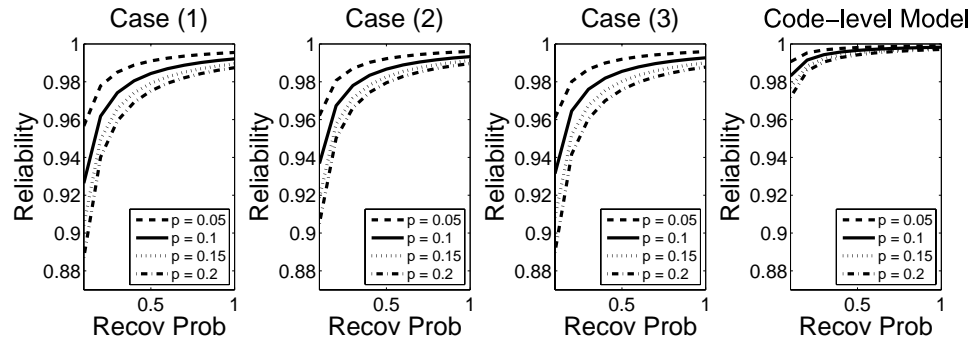 Case (1)
Reliability
1
0.98
0.96
0.94
0.92
0.9
0.88
p = 0.05
p = 0.1
p = 0.15
p = 0.2
0.5
1
Recov Prob
Case (2)
Reliability
1
0.98
0.96
0.94
0.92
0.9
0.88
p = 0.05
p = 0.1
p = 0.15
p = 0.2
0.5
1
Recov Prob
Case (3)
Reliability
1
0.98
0.96
0.94
0.92
0.9
0.88
p = 0.05
p = 0.1
p = 0.15
p = 0.2
0.5
1
Recov Prob
Code−level Model
Reliability
1
0.98
0.96
0.94
0.92
0.9
0.88
p = 0.05
p = 0.1
p = 0.15
p = 0.2
0.5
1
Recov Prob